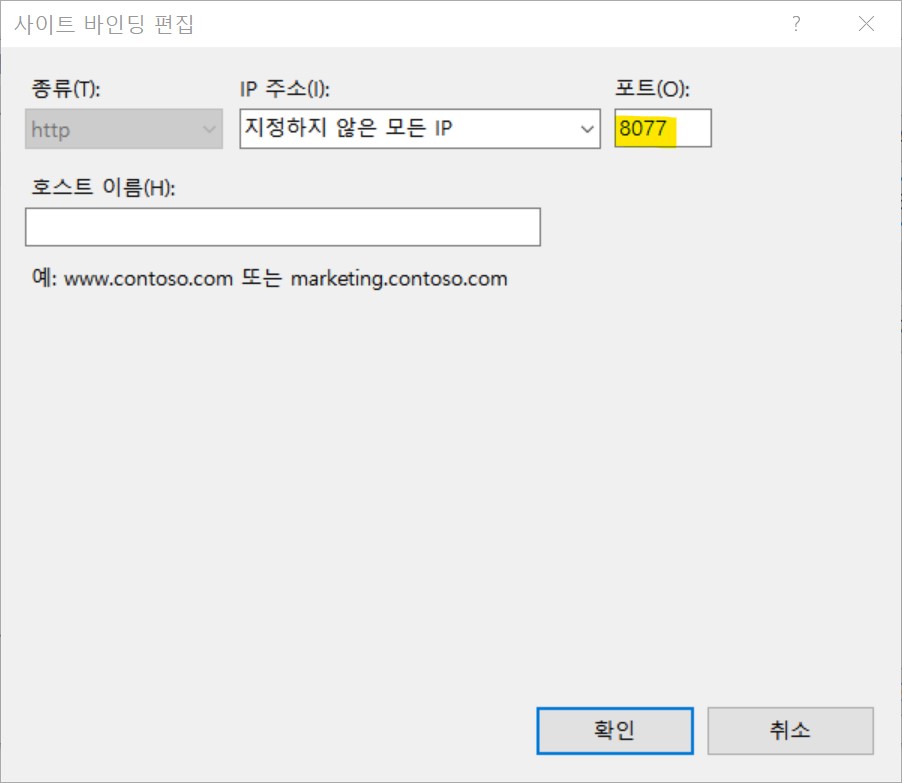 사이트 바인딩 편집 ?
종류(T): IP 주소(I): 포트(O):
http 지정하지 않은 모든 IP 8077
호스트 이름(H):
예: www.contoso.com 또는 marketing.contoso.com
확인 취소